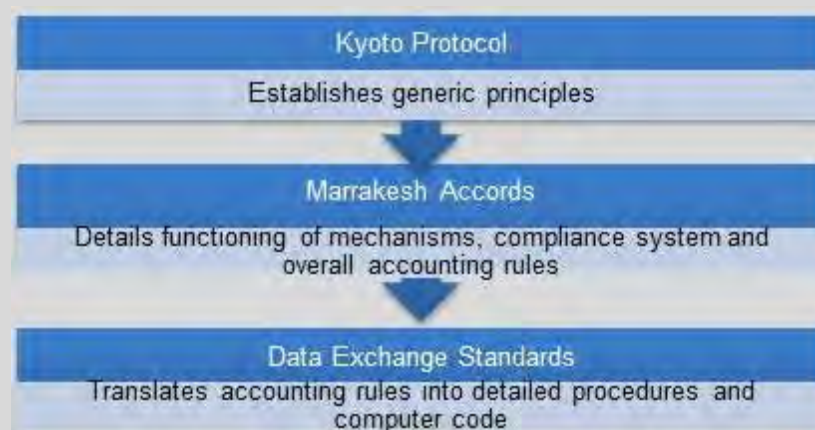 Kyoto Protocol
Establishes generic principles
Marrakesh Accords
Details functioning of mechanisms, compliance system and
overall accounting rules
Data Exchange Standards
Translates accounting rules into detailed procedures and
computer code